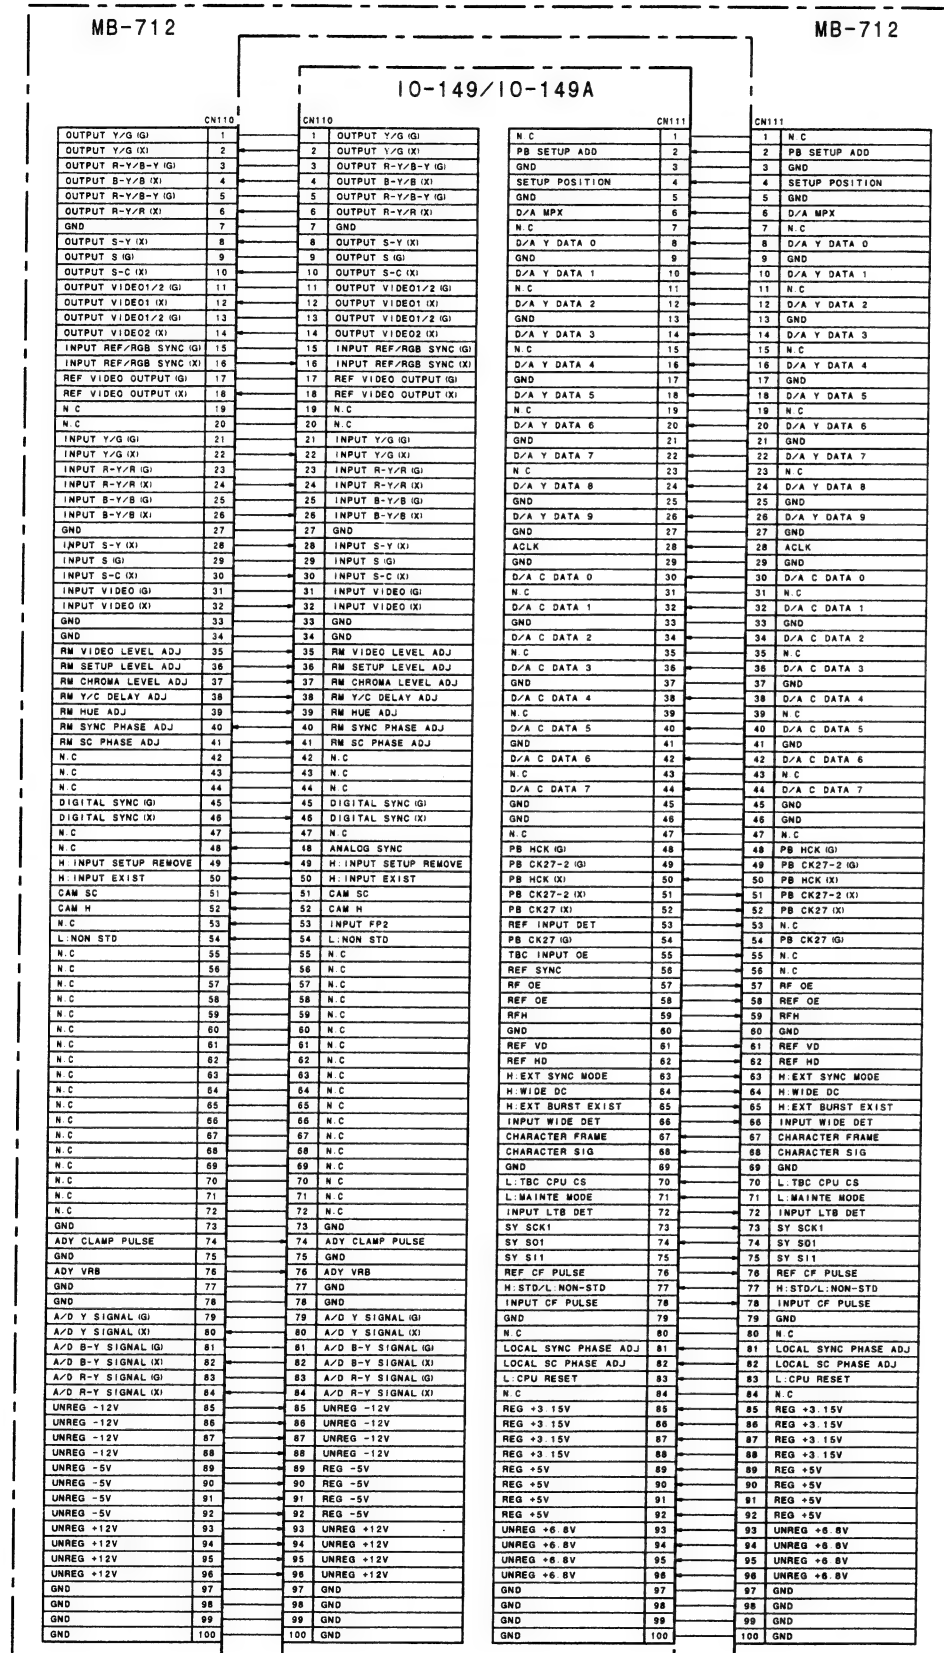 MB-712 MB-712
IO-149/IO-149A
CN110 CN110 CN111 CN111
OUTPUT Y/G (G) 1 1 OUTPUT Y/G (G) N.C 1 1 N.C
OUTPUT Y/G (X) 2 2 OUTPUT Y/G (X) PB SETUP ADD 2 2 PB SETUP ADD
OUTPUT R-Y/B-Y (G) 3 3 OUTPUT R-Y/B-Y (G) GND 3 3 GND
OUTPUT B-Y/B (X) 4 4 OUTPUT B-Y/B (X) SETUP POSITION 4 4 SETUP POSITION
OUTPUT R-Y/B-Y (G) 5 5 OUTPUT R-Y/B-Y (G) GND 5 5 GND
OUTPUT R-Y/R (X) 6 6 OUTPUT R-Y/R (X) D/A MPX 6 6 D/A MPX
GND 7 7 GND N.C 7 7 N.C
OUTPUT S-Y (X) 8 8 OUTPUT S-Y (X) D/A Y DATA 0 8 8 D/A Y DATA 0
OUTPUT S (G) 9 9 OUTPUT S (G) GND 9 9 GND
OUTPUT S-C (X) 10 10 OUTPUT S-C (X) D/A Y DATA 1 10 10 D/A Y DATA 1
OUTPUT VIDEO1/2 (G) 11 11 OUTPUT VIDEO1/2 (G) N.C 11 11 N.C
OUTPUT VIDEO1 (X) 12 12 OUTPUT VIDEO1 (X) D/A Y DATA 2 12 12 D/A Y DATA 2
OUTPUT VIDEO1/2 (G) 13 13 OUTPUT VIDEO1/2 (G) GND 13 13 GND
OUTPUT VIDEO2 (X) 14 14 OUTPUT VIDEO2 (X) D/A Y DATA 3 14 14 D/A Y DATA 3
INPUT REF/RGB SYNC (G) 15 15 INPUT REF/RGB SYNC (G) N.C 15 15 N.C
INPUT REF/RGB SYNC (X) 16 16 INPUT REF/RGB SYNC (X) D/A Y DATA 4 16 16 D/A Y DATA 4
REF VIDEO OUTPUT (G) 17 17 REF VIDEO OUTPUT (G) GND 17 17 GND
REF VIDEO OUTPUT (X) 18 18 REF VIDEO OUTPUT (X) D/A Y DATA 5 18 18 D/A Y DATA 5
N.C 19 19 N.C N.C 19 19 N.C
N.C 20 20 N.C D/A Y DATA 6 20 20 D/A Y DATA 6
INPUT Y/G (G) 21 21 INPUT Y/G (G) GND 21 21 GND
INPUT Y/G (X) 22 22 INPUT Y/G (X) D/A Y DATA 7 22 22 D/A Y DATA 7
INPUT R-Y/R (G) 23 23 INPUT R-Y/R (G) N.C 23 23 N.C
INPUT R-Y/R (X) 24 24 INPUT R-Y/R (X) D/A Y DATA 8 24 24 D/A Y DATA 8
INPUT B-Y/B (G) 25 25 INPUT B-Y/B (G) GND 25 25 GND
INPUT B-Y/B (X) 26 26 INPUT B-Y/B (X) D/A Y DATA 9 26 26 D/A Y DATA 9
GND 27 27 GND GND 27 27 GND
INPUT S-Y (X) 28 28 INPUT S-Y (X) ACLK 28 28 ACLK
INPUT S (G) 29 29 INPUT S (G) GND 29 29 GND
INPUT S-C (X) 30 30 INPUT S-C (X) D/A C DATA 0 30 30 D/A C DATA 0
INPUT VIDEO (G) 31 31 INPUT VIDEO (G) N.C 31 31 N.C
INPUT VIDEO (X) 32 32 INPUT VIDEO (X) D/A C DATA 1 32 32 D/A C DATA 1
GND 33 33 GND GND 33 33 GND
GND 34 34 GND D/A C DATA 2 34 34 D/A C DATA 2
RM VIDEO LEVEL ADJ 35 35 RM VIDEO LEVEL ADJ N.C 35 35 N.C
RM SETUP LEVEL ADJ 36 36 RM SETUP LEVEL ADJ D/A C DATA 3 36 36 D/A C DATA 3
RM CHROMA LEVEL ADJ 37 37 RM CHROMA LEVEL ADJ GND 37 37 GND
RM Y/C DELAY ADJ 38 38 RM Y/C DELAY ADJ D/A C DATA 4 38 38 D/A C DATA 4
RM HUE ADJ 39 39 RM HUE ADJ N.C 39 39 N.C
RM SYNC PHASE ADJ 40 40 RM SYNC PHASE ADJ D/A C DATA 5 40 40 D/A C DATA 5
RM SC PHASE ADJ 41 41 RM SC PHASE ADJ GND 41 41 GND
N.C 42 42 N.C D/A C DATA 6 42 42 D/A C DATA 6
N.C 43 43 N.C N.C 43 43 N.C
N.C 44 44 N.C D/A C DATA 7 44 44 D/A C DATA 7
DIGITAL SYNC (G) 45 45 DIGITAL SYNC (G) GND 45 45 GND
DIGITAL SYNC (X) 46 46 DIGITAL SYNC (X) GND 46 46 GND
N.C 47 47 N.C N.C 47 47 N.C
N.C 48 48 ANALOG SYNC PB HCK (G) 48 48 PB HCK (G)
H:INPUT SETUP REMOVE 49 49 H:INPUT SETUP REMOVE PB CK27-2 (G) 49 49 PB CK27-2 (G)
H:INPUT EXIST 50 50 H:INPUT EXIST PB HCK (X) 50 50 PB HCK (X)
CAM SC 51 51 CAM SC PB CK27-2 (X) 51 51 PB CK27-2 (X)
CAM H 52 52 CAM H PB CK27 (X) 52 52 PB CK27 (X)
N.C 53 53 INPUT FP2 REF INPUT DET 53 53 N.C
L:NON STD 54 54 L:NON STD PB CK27 (G) 54 54 PB CK27 (G)
N.C 55 55 N.C TBC INPUT OE 55 55 N.C
N.C 56 56 N.C REF SYNC 56 56 N.C
N.C 57 57 N.C RF OE 57 57 RF OE
N.C 58 58 N.C REF OE 58 58 REF OE
N.C 59 59 N.C RFH 59 59 RFH
N.C 60 60 N.C GND 60 60 GND
N.C 61 61 N.C REF VD 61 61 REF VD
N.C 62 62 N.C REF HD 62 62 REF HD
N.C 63 63 N.C H:EXT SYNC MODE 63 63 H:EXT SYNC MODE
N.C 64 64 N.C H:WIDE DC 64 64 H:WIDE DC
N.C 65 65 N.C H:EXT BURST EXIST 65 65 H:EXT BURST EXIST
N.C 66 66 N.C INPUT WIDE DET 66 66 INPUT WIDE DET
N.C 67 67 N.C CHARACTER FRAME 67 67 CHARACTER FRAME
N.C 68 68 N.C CHARACTER SIG 68 68 CHARACTER SIG
N.C 69 69 N.C GND 69 69 GND
N.C 70 70 N.C L:TBC CPU CS 70 70 L:TBC CPU CS
N.C 71 71 N.C L:MAINTE MODE 71 71 L:MAINTE MODE
N.C 72 72 N.C INPUT LTB DET 72 72 INPUT LTB DET
GND 73 73 GND SY SCK1 73 73 SY SCK1
ADY CLAMP PULSE 74 74 ADY CLAMP PULSE SY SO1 74 74 SY SO1
GND 75 75 GND SY SI1 75 75 SY SI1
ADY VRB 76 76 ADY VRB REF CF PULSE 76 76 REF CF PULSE
GND 77 77 GND H:STD/L:NON-STD 77 77 H:STD/L:NON-STD
GND 78 78 GND INPUT CF PULSE 78 78 INPUT CF PULSE
A/D Y SIGNAL (G) 79 79 A/D Y SIGNAL (G) GND 79 79 GND
A/D Y SIGNAL (X) 80 80 A/D Y SIGNAL (X) N.C 80 80 N.C
A/D B-Y SIGNAL (G) 81 81 A/D B-Y SIGNAL (G) LOCAL SYNC PHASE ADJ 81 81 LOCAL SYNC PHASE ADJ
A/D B-Y SIGNAL (X) 82 82 A/D B-Y SIGNAL (X) LOCAL SC PHASE ADJ 82 82 LOCAL SC PHASE ADJ
A/D R-Y SIGNAL (G) 83 83 A/D R-Y SIGNAL (G) L:CPU RESET 83 83 L:CPU RESET
A/D R-Y SIGNAL (X) 84 84 A/D R-Y SIGNAL (X) N.C 84 84 N.C
UNREG -12V 85 85 UNREG -12V REG +3.15V 85 85 REG +3.15V
UNREG -12V 86 86 UNREG -12V REG +3.15V 86 86 REG +3.15V
UNREG -12V 87 87 UNREG -12V REG +3.15V 87 87 REG +3.15V
UNREG -12V 88 88 UNREG -12V REG +3.15V 88 88 REG +3.15V
UNREG -5V 89 89 REG -5V REG +5V 89 89 REG +5V
UNREG -5V 90 90 REG -5V REG +5V 90 90 REG +5V
UNREG -5V 91 91 REG -5V REG +5V 91 91 REG +5V
UNREG -5V 92 92 REG -5V REG +5V 92 92 REG +5V
UNREG +12V 93 93 UNREG +12V UNREG +6.8V 93 93 UNREG +6.8V
UNREG +12V 94 94 UNREG +12V UNREG +6.8V 94 94 UNREG +6.8V
UNREG +12V 95 95 UNREG +12V UNREG +6.8V 95 95 UNREG +6.8V
UNREG +12V 96 96 UNREG +12V UNREG +6.8V 96 96 UNREG +6.8V
GND 97 97 GND GND 97 97 GND
GND 98 98 GND GND 98 98 GND
GND 99 99 GND GND 99 99 GND
GND 100 100 GND GND 100 100 GND